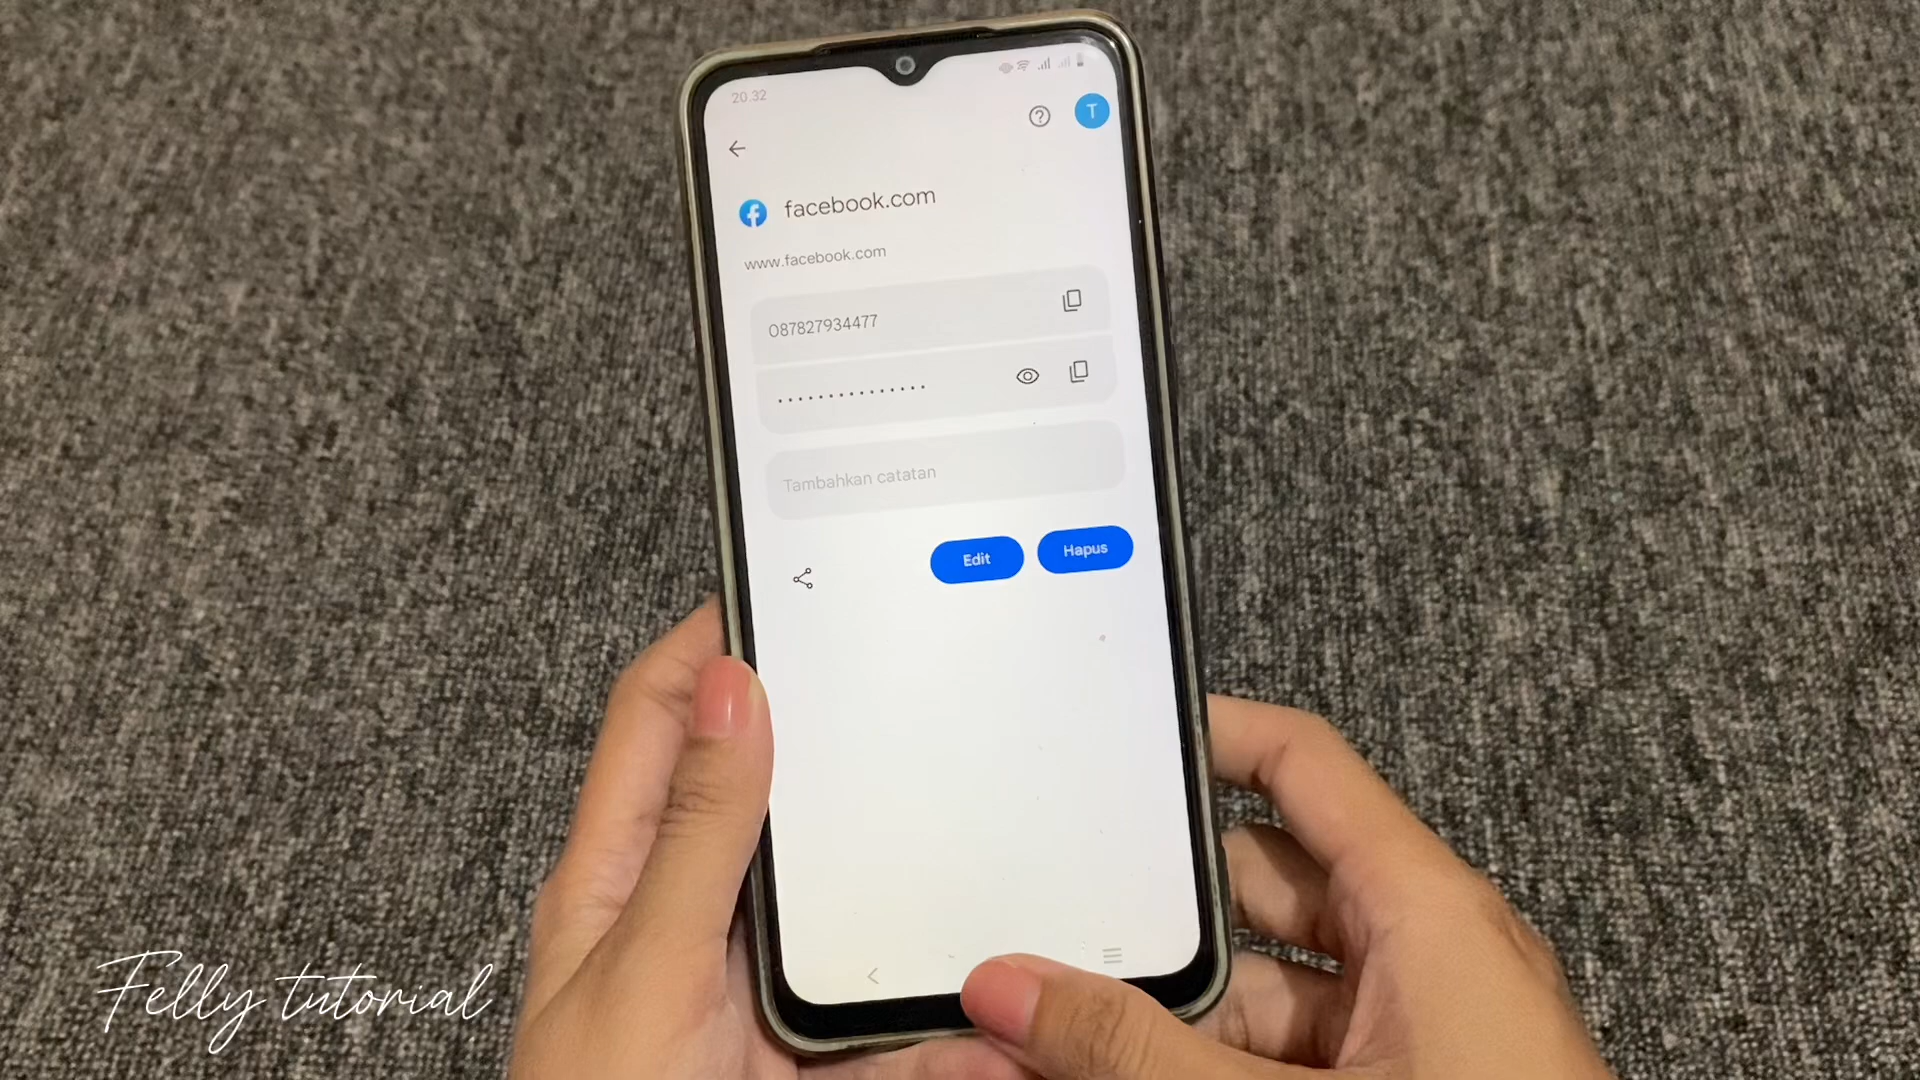 20.32
T
facebook.com
www.facebook.com
087827934477
...............
Tambahkan catatan
Edit
Hapus
Felly tutorial